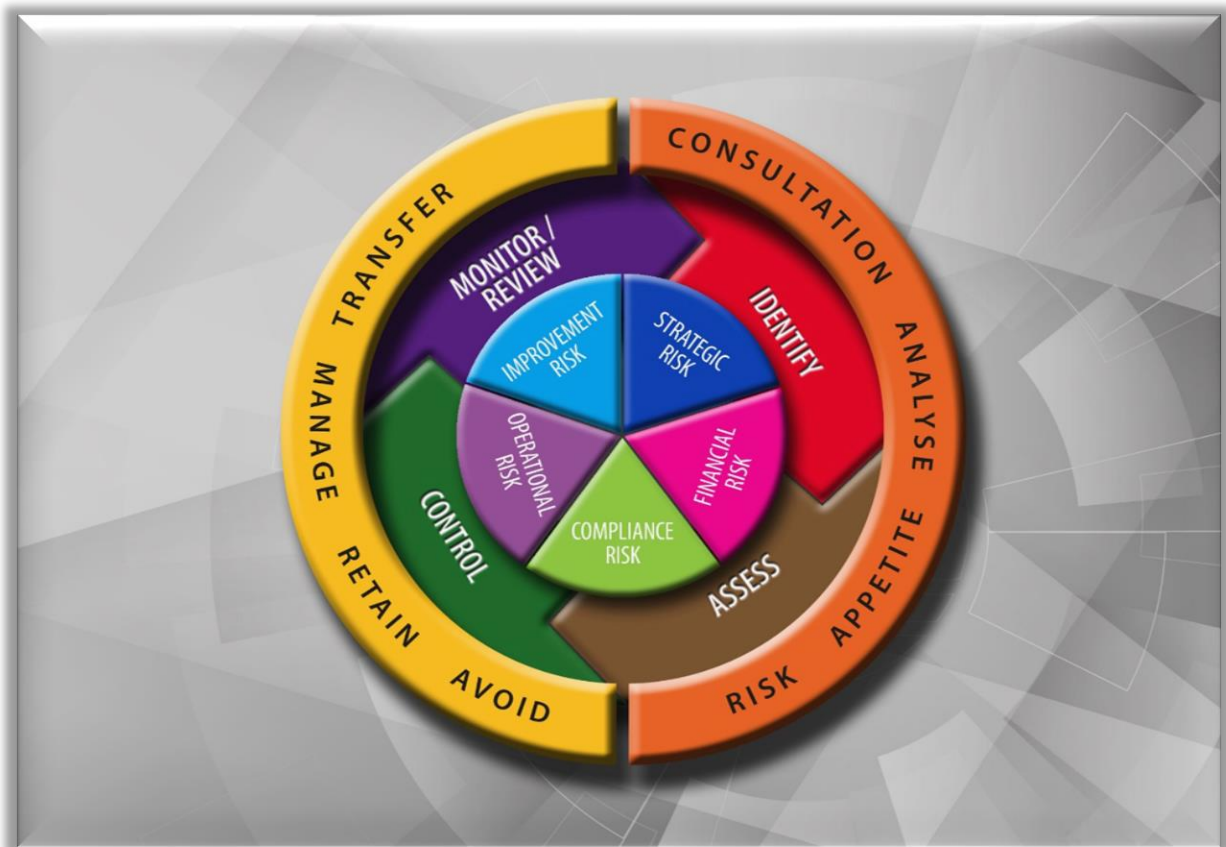 CONSULTATION ANALYSE
RISK APPETITE
TRANSFER
MANAGE
RETAIN
AVOID
MONITOR /
REVIEW
IDENTIFY
ASSESS
CONTROL
IMPROVEMENT
RISK
STRATEGIC
RISK
FINANCIAL
RISK
COMPLIANCE
RISK
OPERATIONAL
RISK